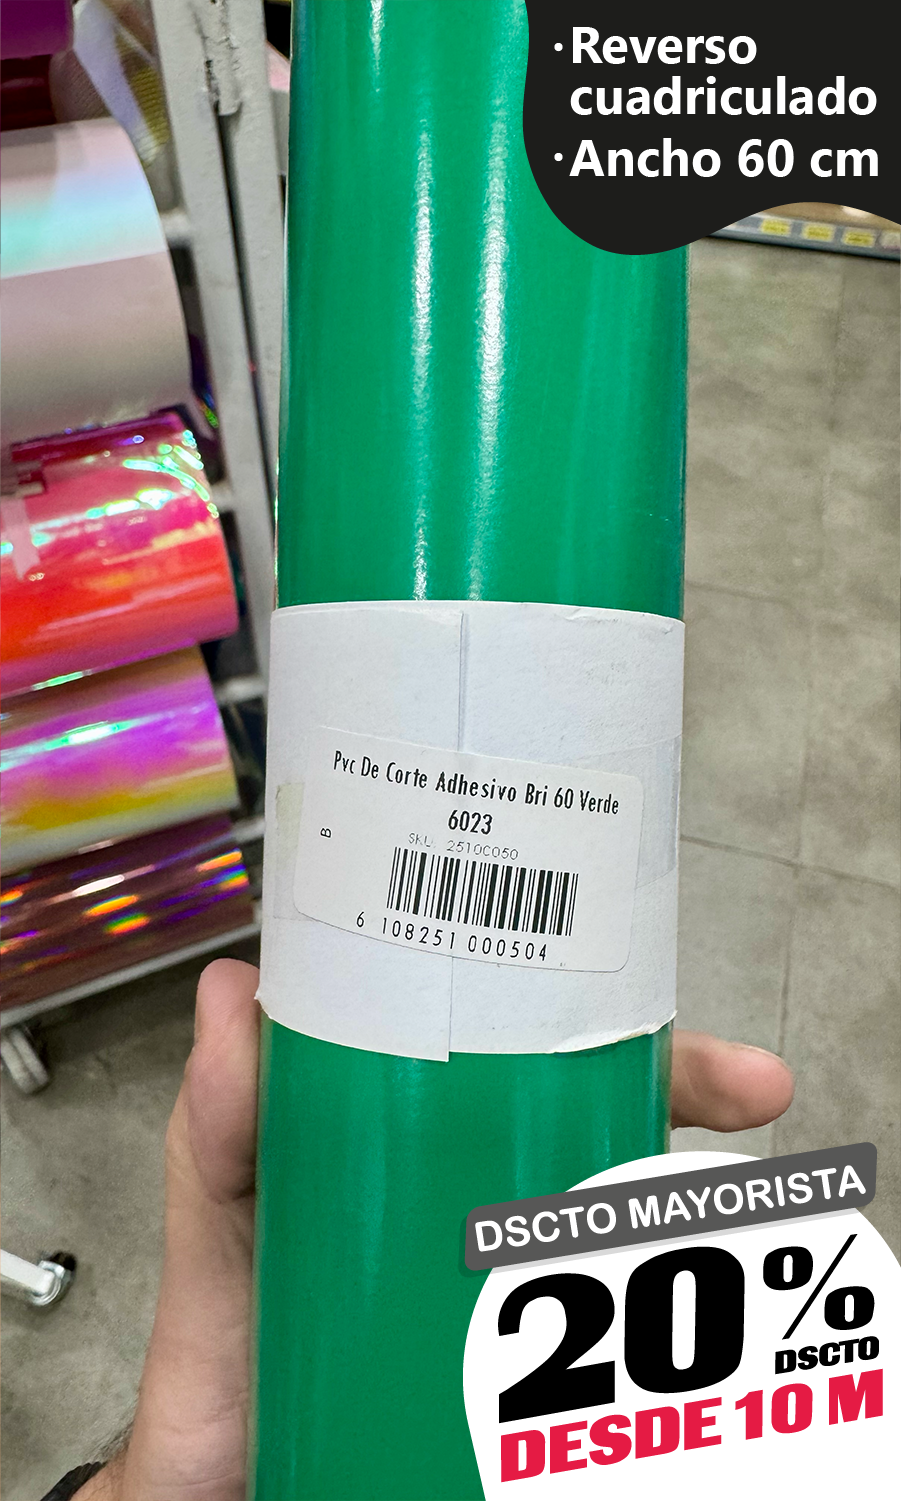 ·Reverso
cuadriculado
·Ancho 60 cm
Pvc De Corte Adhesivo Bri 60 Verde
6023
B
SKU: 2510C050
6 108251 000504
DSCTO MAYORISTA
20%
DSCTO
DESDE 10 M